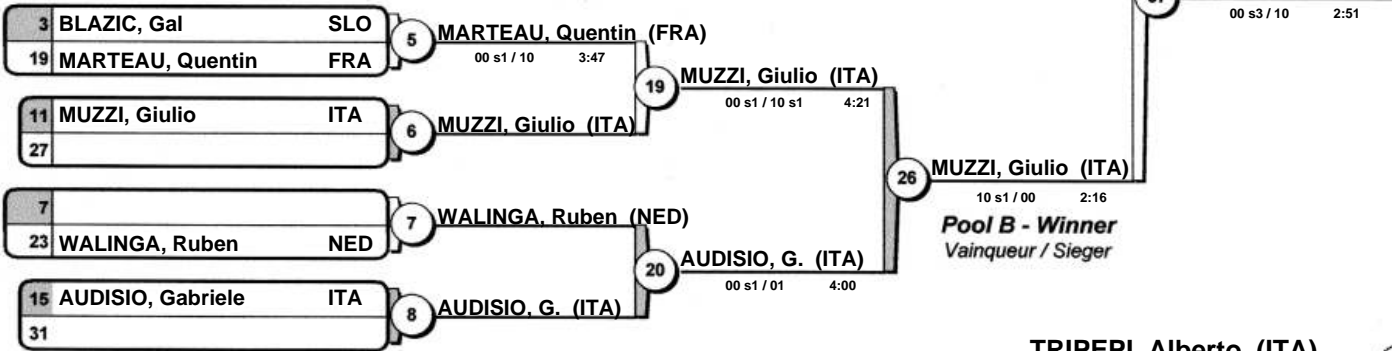 3 BLAZIC, Gal SLO
19 MARTEAU, Quentin FRA
5
MARTEAU, Quentin (FRA)
00 s1 / 10 3:47
11 MUZZI, Giulio ITA
27
6
MUZZI, Giulio (ITA)
19
MUZZI, Giulio (ITA)
00 s1 / 10 s1 4:21
7
23 WALINGA, Ruben NED
7
WALINGA, Ruben (NED)
15 AUDISIO, Gabriele ITA
31
8
AUDISIO, G. (ITA)
20
AUDISIO, G. (ITA)
00 s1 / 01 4:00
26
MUZZI, Giulio (ITA)
10 s1 / 00 2:16
Pool B - Winner
Vainqueur / Sieger
00 s3 / 10 2:51
TRIPEPI, Alberto (ITA)